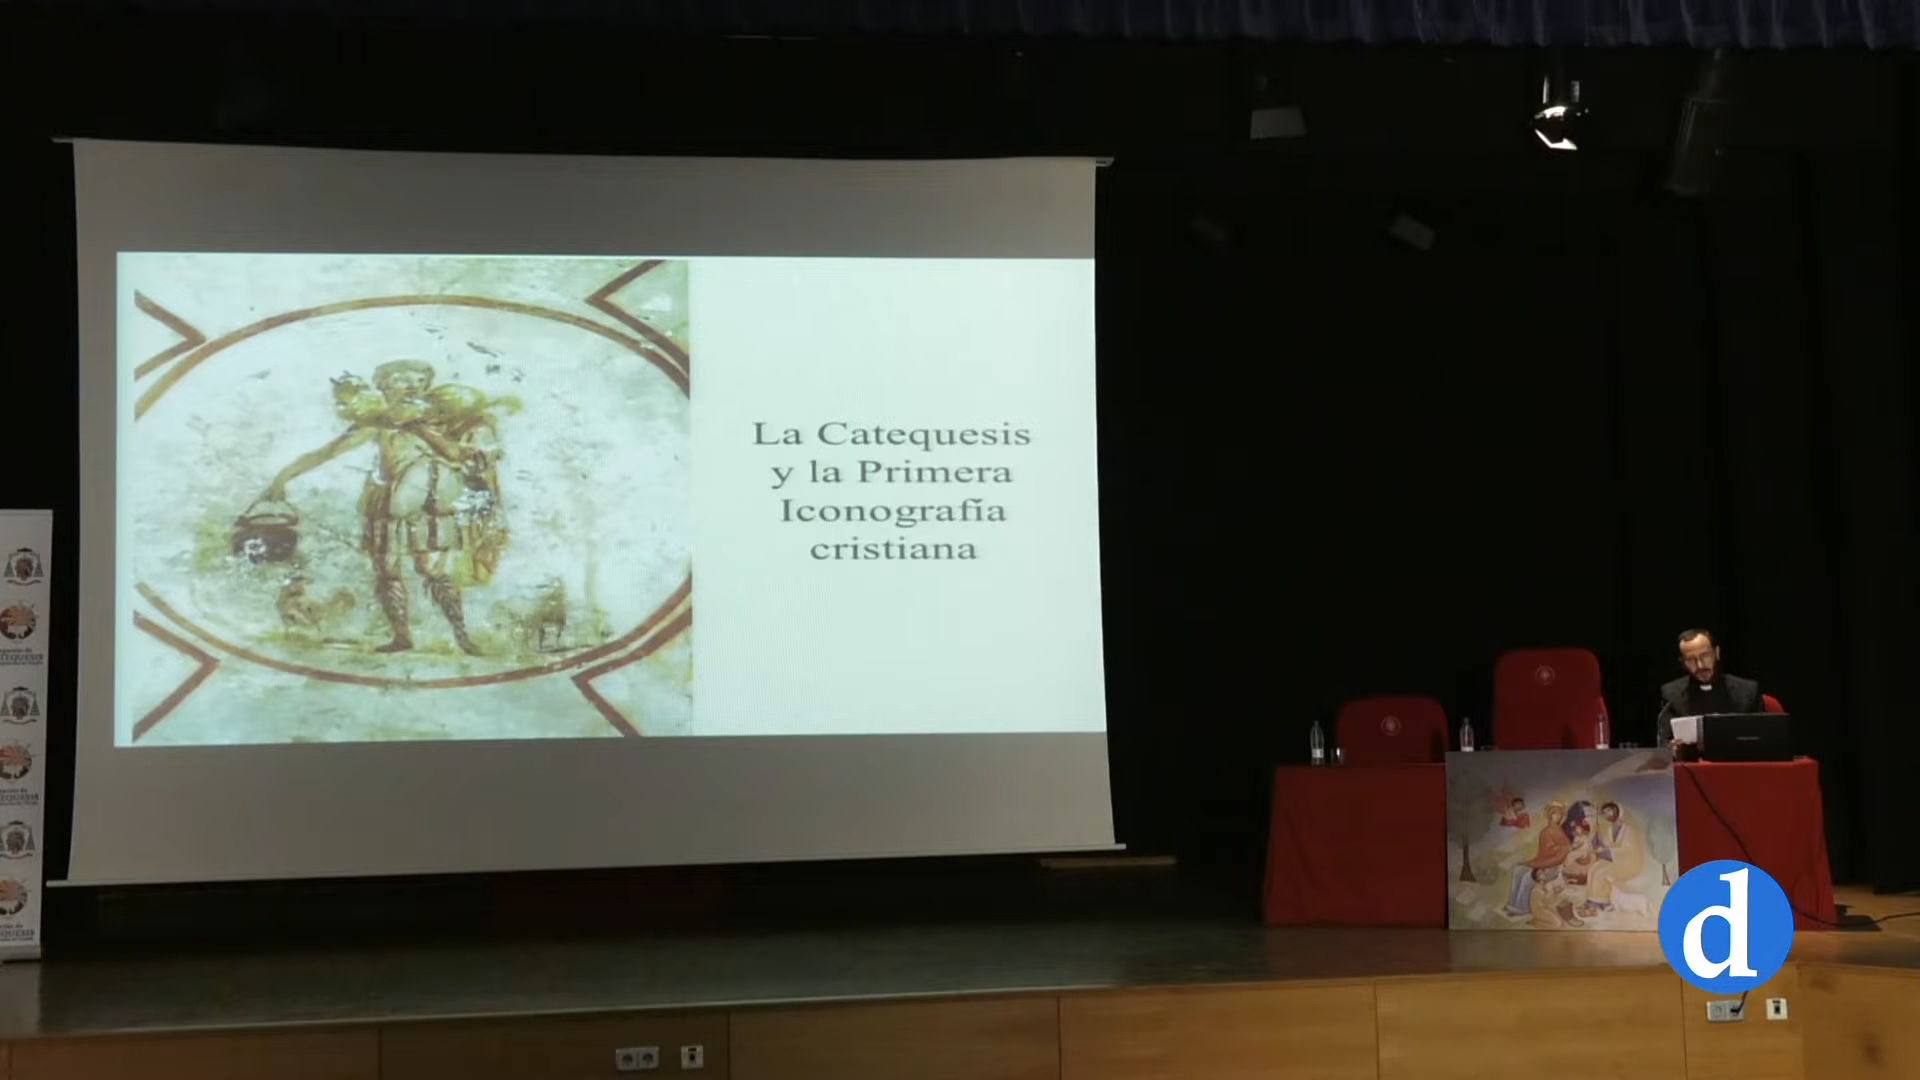 La Catequesis
y la Primera
Iconografía
cristiana
d